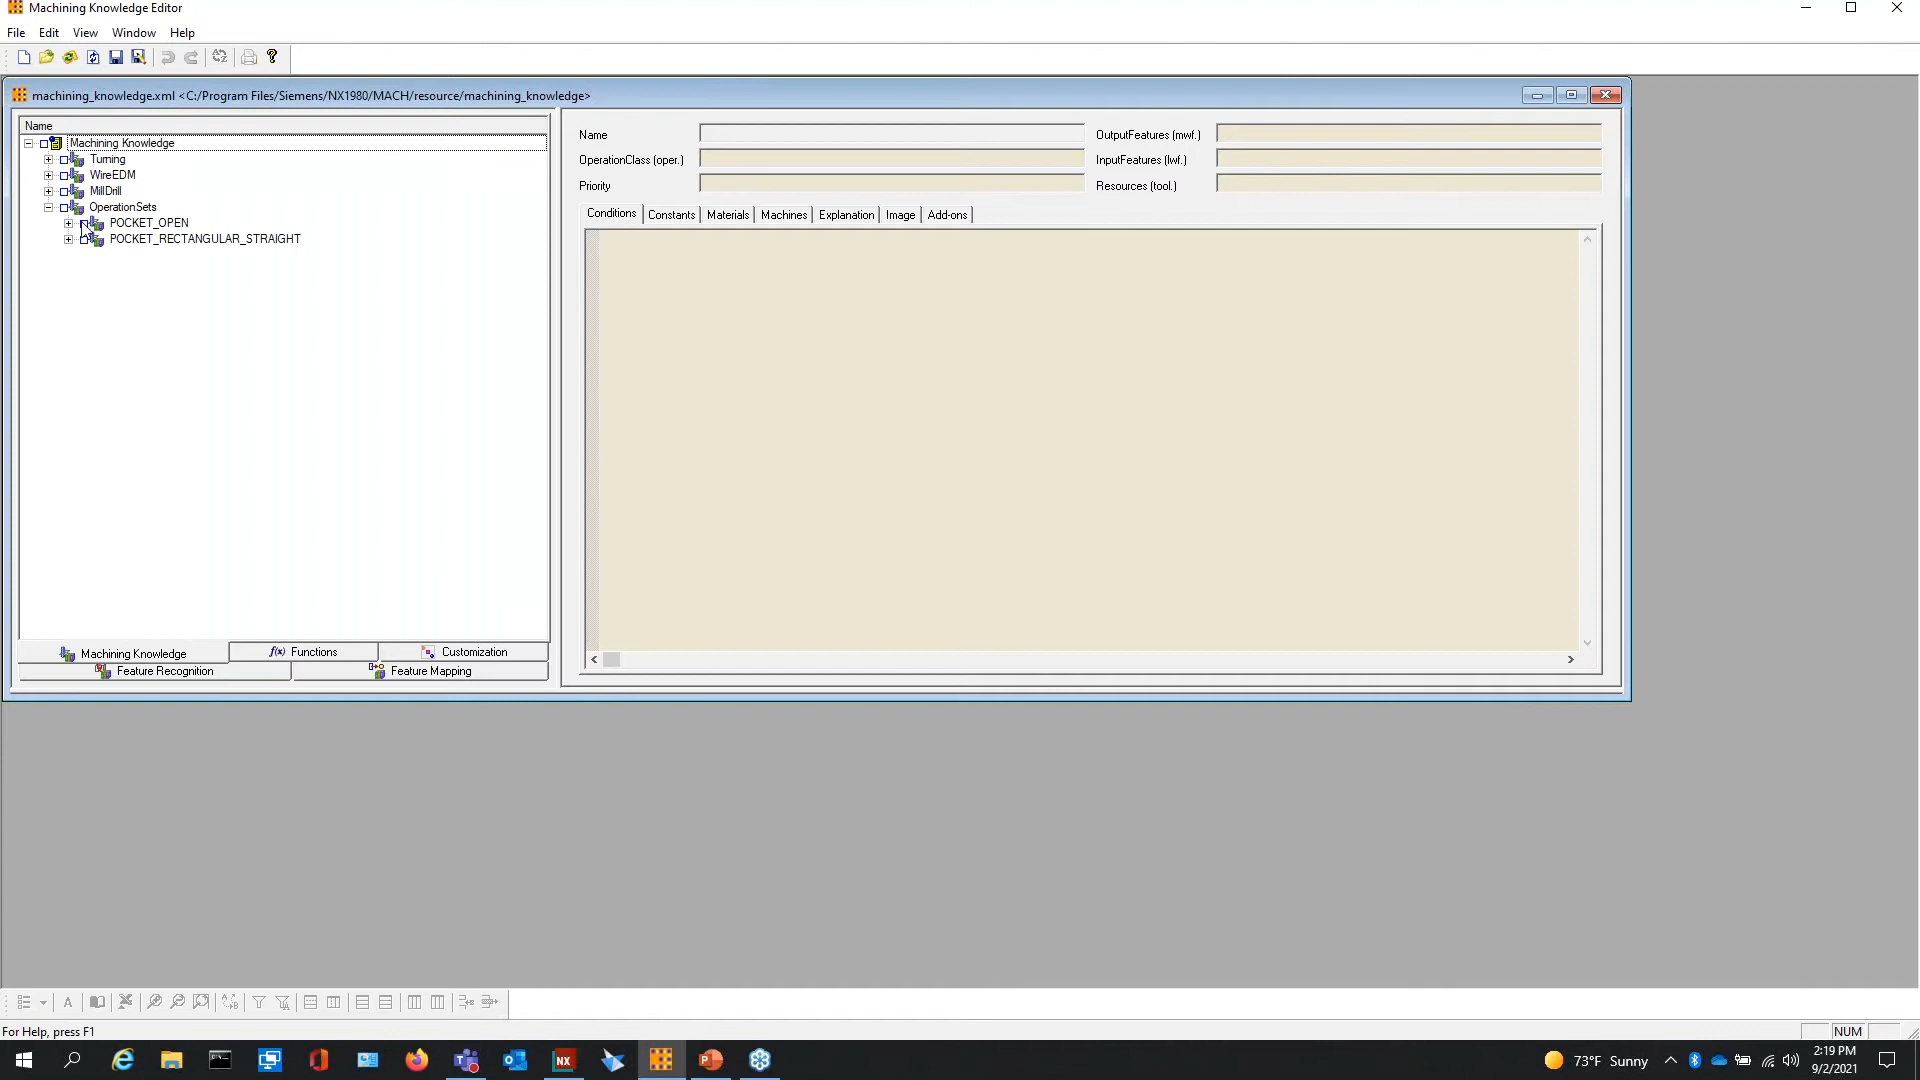 Machining Knowledge Editor
File Edit View Window Help
machining_knowledge.xml <C:/Program Files/Siemens/NX1980/MACH/resource/machining_knowledge>
Name
Machining Knowledge
Turning
WireEDM
MillDrill
OperationSets
POCKET_OPEN
POCKET_RECTANGULAR_STRAIGHT
Machining Knowledge f(x) Functions Customization
Feature Recognition Feature Mapping
Name OutputFeatures (mwf.)
OperationClass (oper.) InputFeatures (lwf.)
Priority Resources (tool.)
Conditions Constants Materials Machines Explanation Image Add-ons
For Help, press F1
NUM
NX
73°F Sunny
2:19 PM
9/2/2021